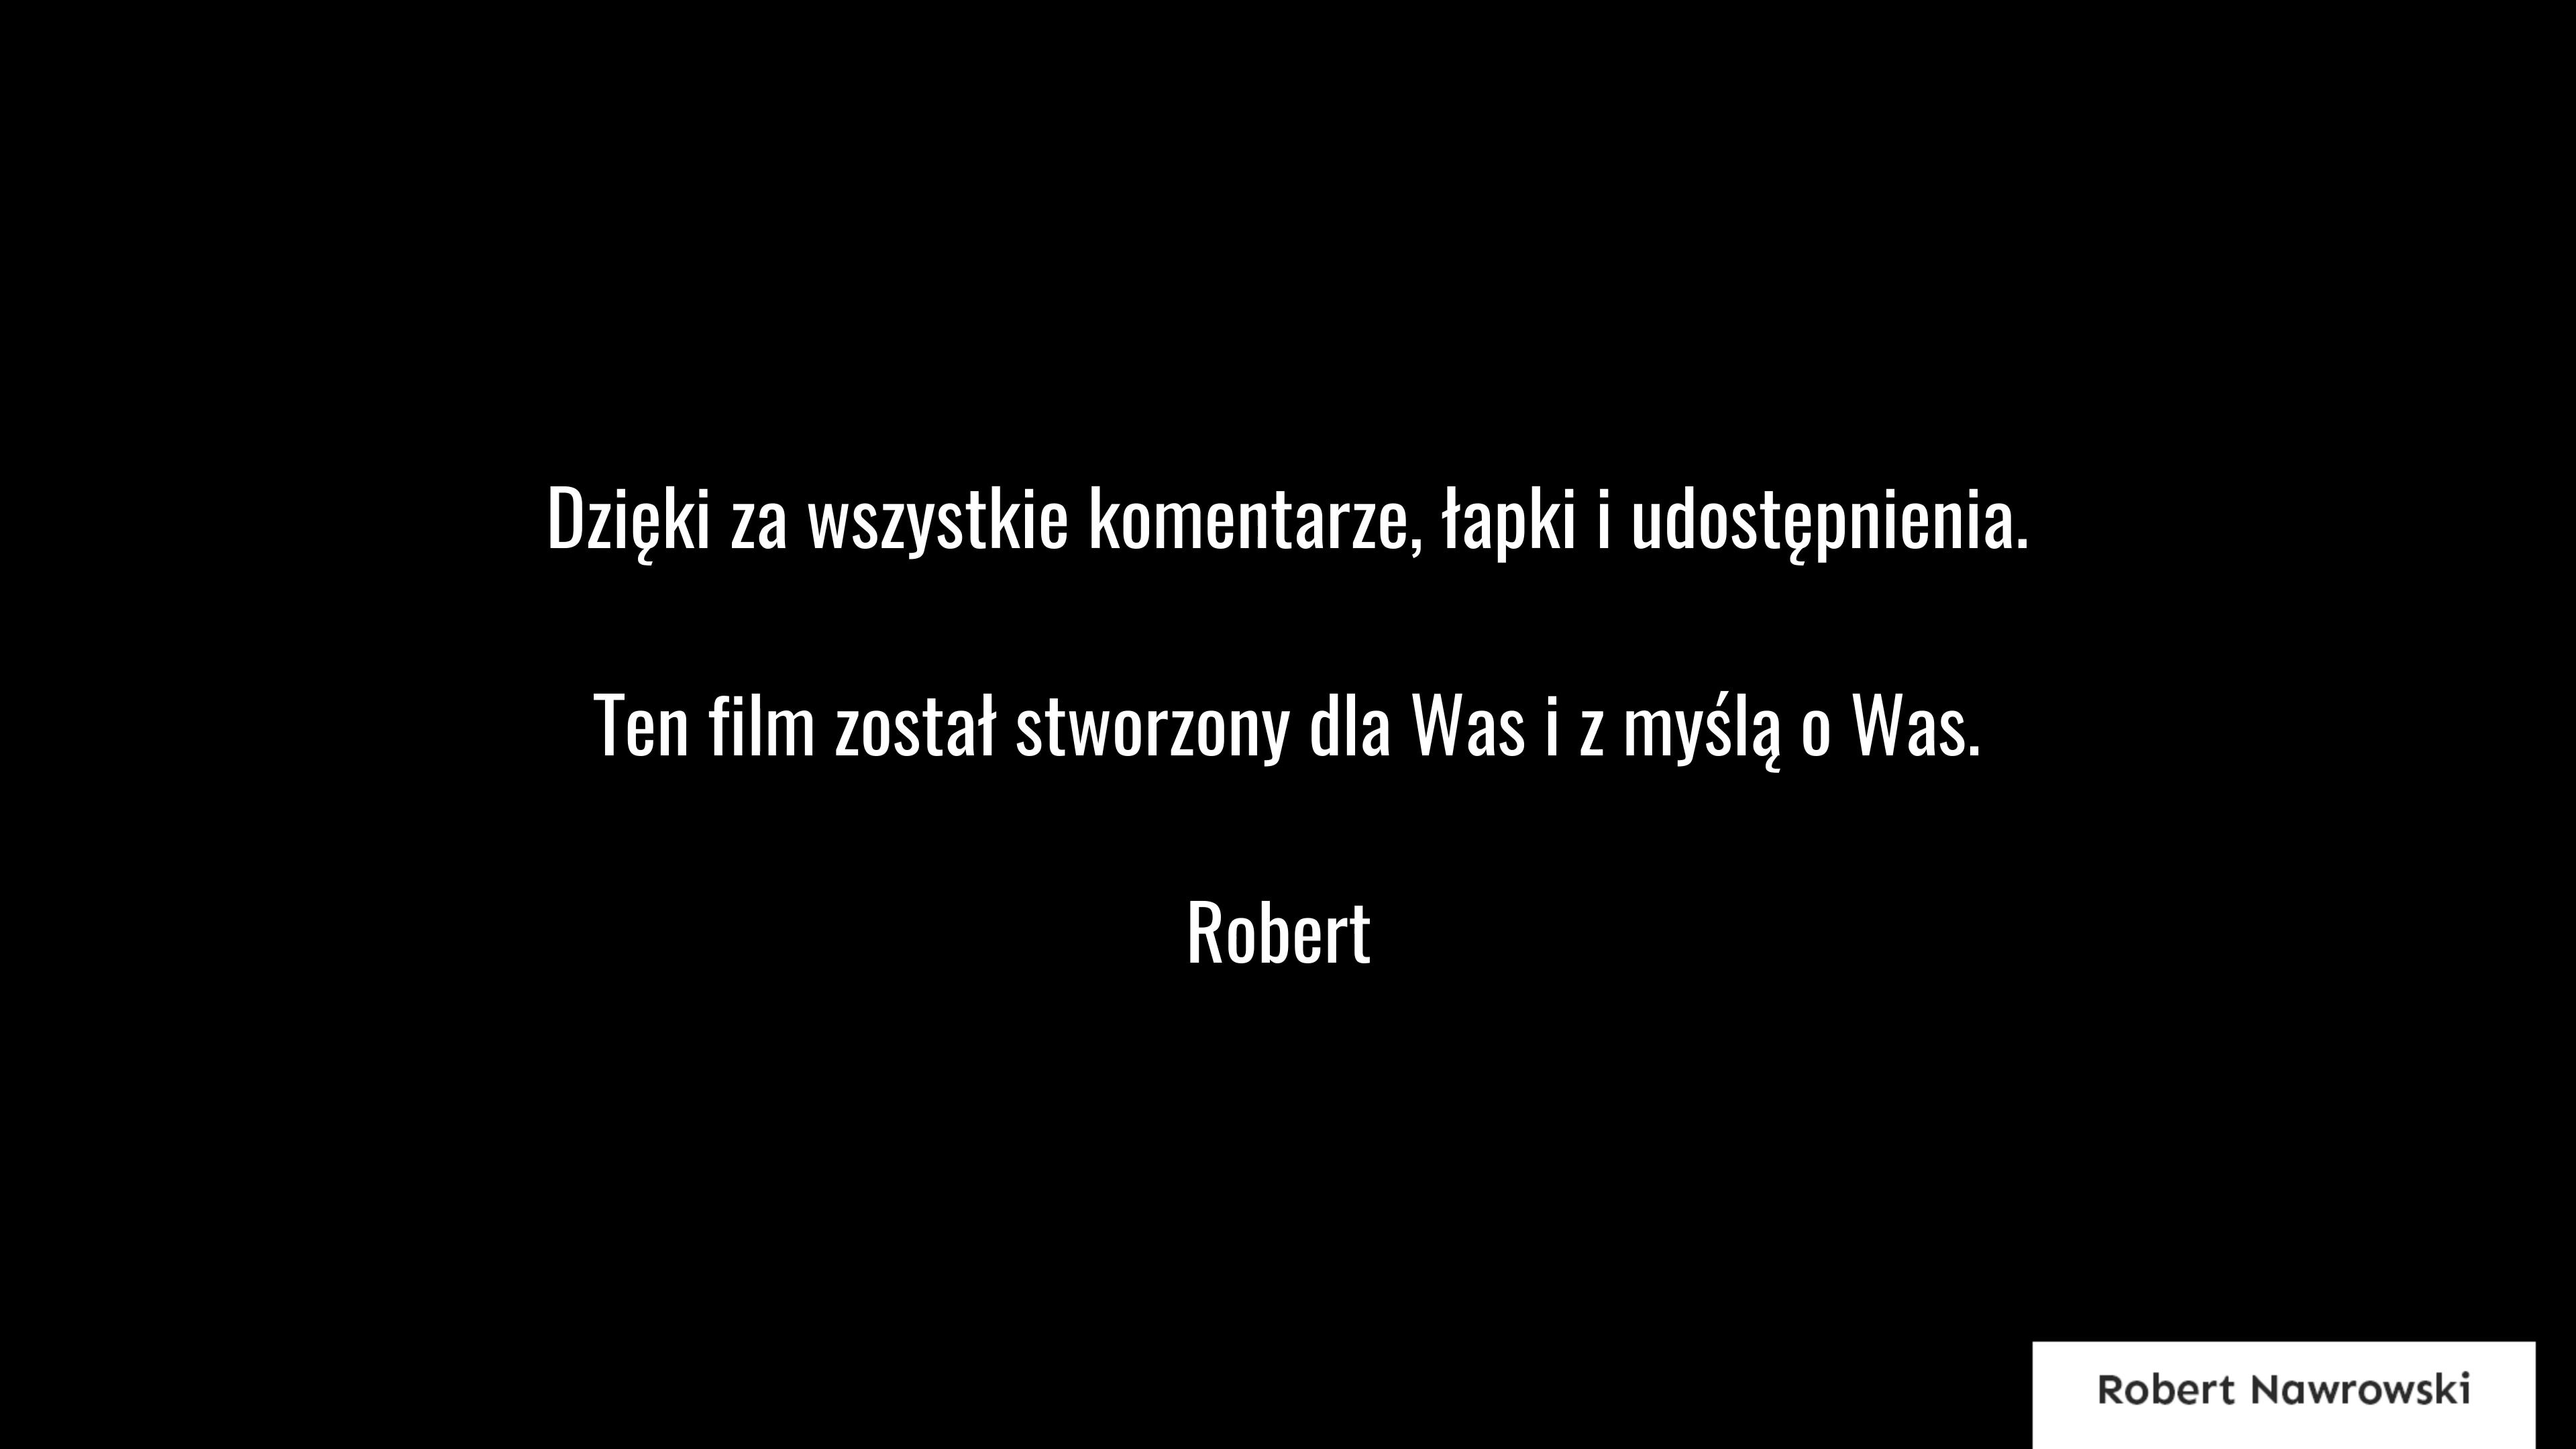 Dzięki za wszystkie komentarze, łapki i udostępnienia.
Ten film został stworzony dla Was i z myślą o Was.
Robert
Robert Nawrowski